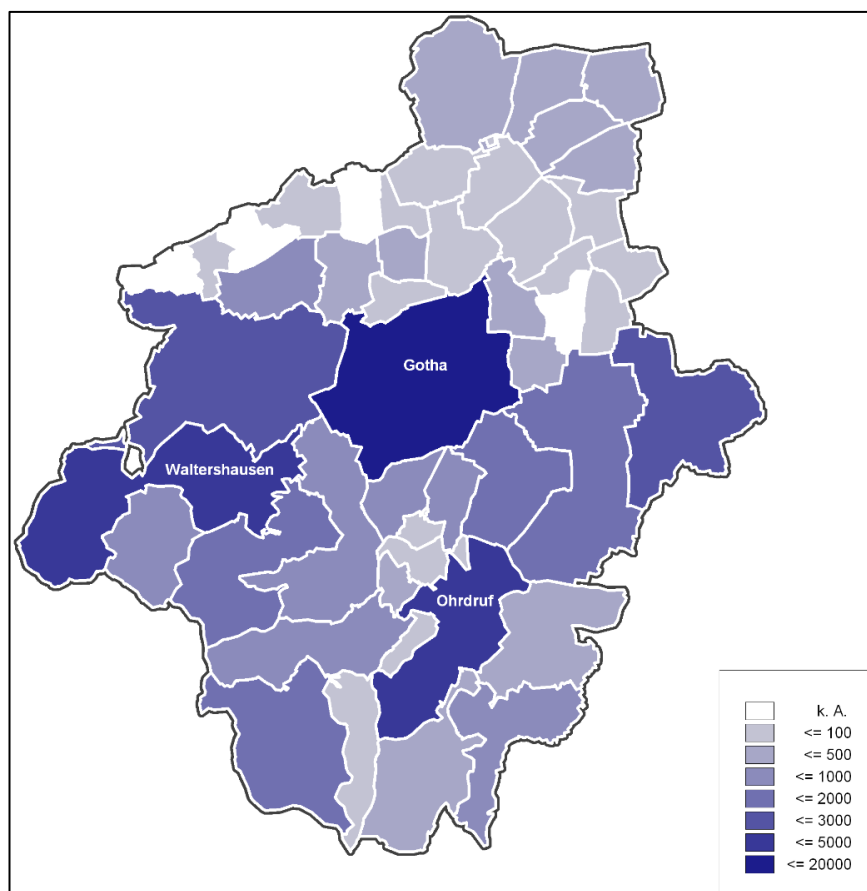 Gotha
Waltershausen
Ohrdruf
k. A.
<= 100
<= 500
<= 1000
<= 2000
<= 3000
<= 5000
<= 20000